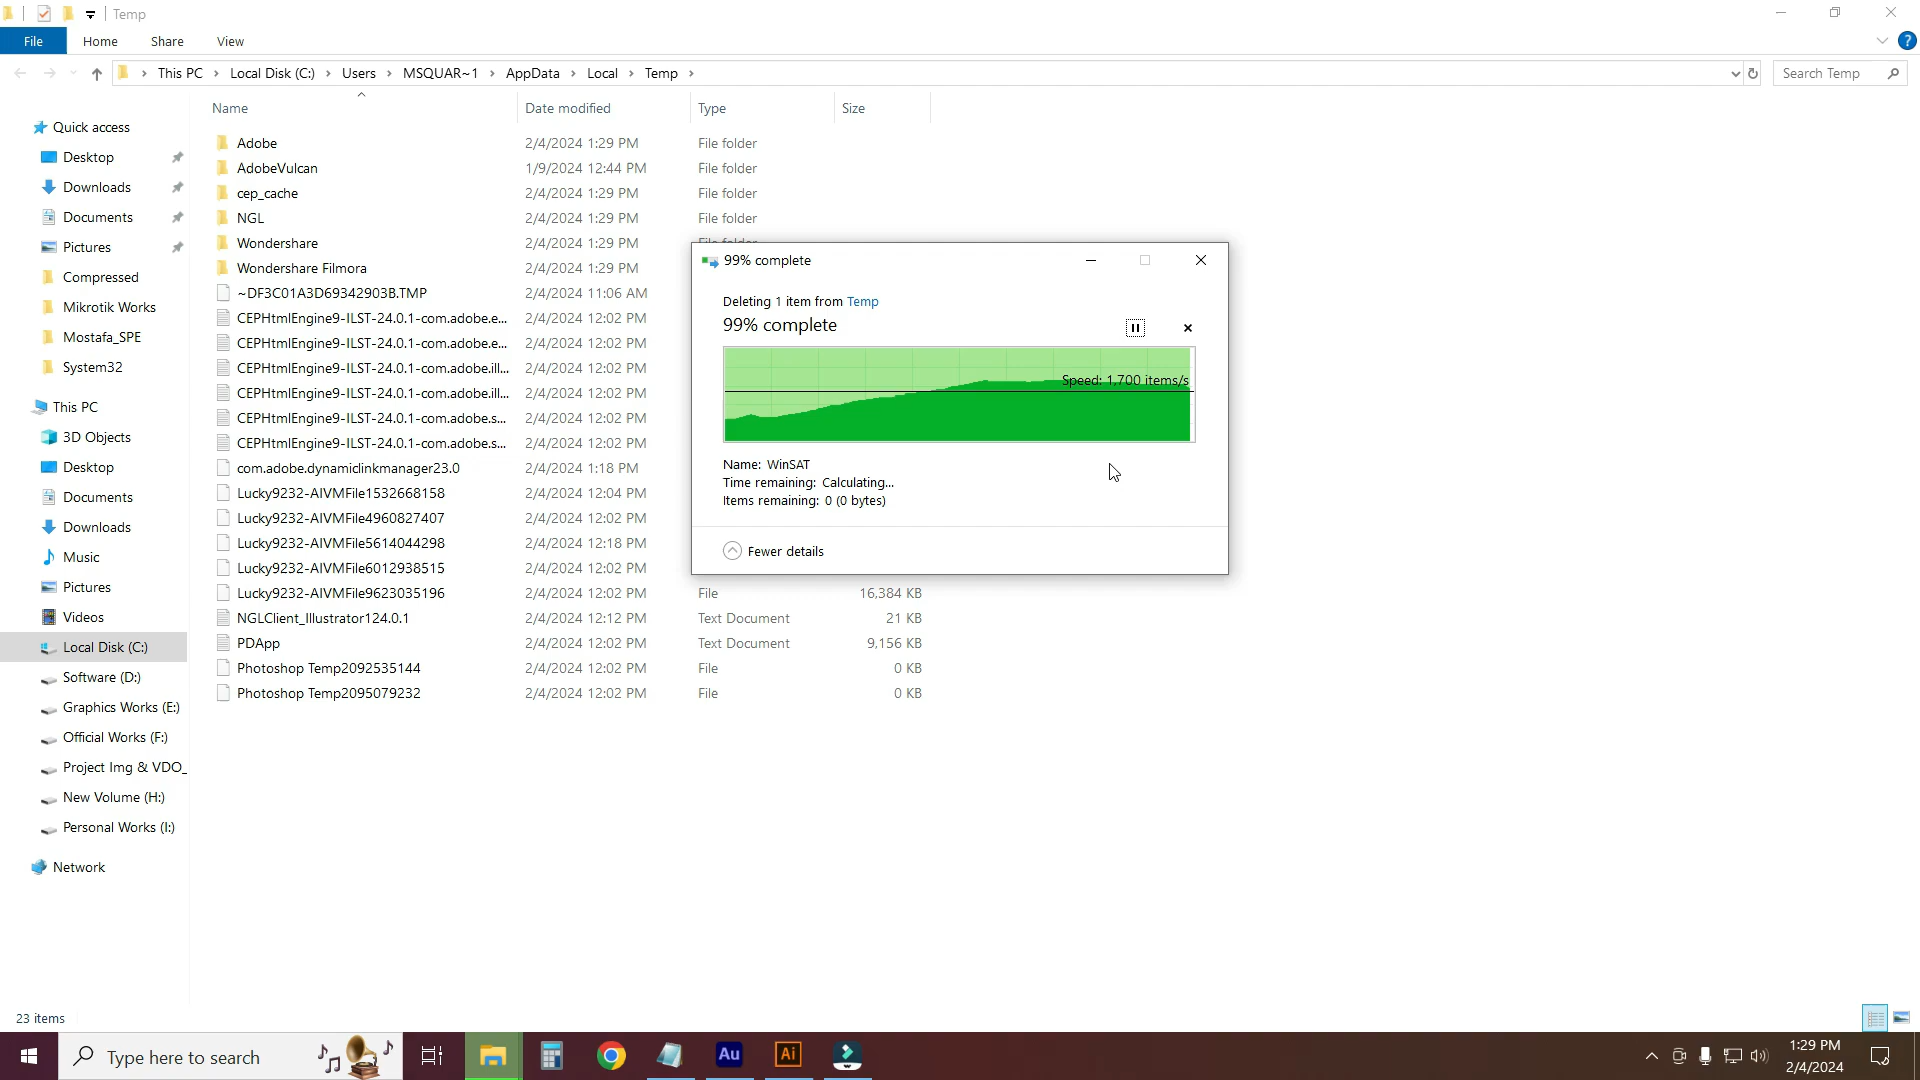 Temp
File
Home
Share
View
This PC
Local Disk (C:)
Users
MSQUAR~1
AppData
Local
Temp
Search Temp
Name
Date modified
Type
Size
Quick access
Desktop
Downloads
Documents
Pictures
Compressed
Mikrotik Works
Mostafa_SPE
System32
This PC
3D Objects
Desktop
Documents
Downloads
Music
Pictures
Videos
Local Disk (C:)
Software (D:)
Graphics Works (E:)
Official Works (F:)
Project Img & VDO_
New Volume (H:)
Personal Works (I:)
Network
Adobe 2/4/2024 1:29 PM File folder
AdobeVulcan 1/9/2024 12:44 PM File folder
cep_cache 2/4/2024 1:29 PM File folder
NGL 2/4/2024 1:29 PM File folder
Wondershare 2/4/2024 1:29 PM File folder
Wondershare Filmora 2/4/2024 1:29 PM
~DF3C01A3D69342903B.TMP 2/4/2024 11:06 AM
CEPHtmlEngine9-ILST-24.0.1-com.adobe.e... 2/4/2024 12:02 PM
CEPHtmlEngine9-ILST-24.0.1-com.adobe.e... 2/4/2024 12:02 PM
CEPHtmlEngine9-ILST-24.0.1-com.adobe.ill... 2/4/2024 12:02 PM
CEPHtmlEngine9-ILST-24.0.1-com.adobe.ill... 2/4/2024 12:02 PM
CEPHtmlEngine9-ILST-24.0.1-com.adobe.s... 2/4/2024 12:02 PM
CEPHtmlEngine9-ILST-24.0.1-com.adobe.s... 2/4/2024 12:02 PM
com.adobe.dynamiclinkmanager23.0 2/4/2024 1:18 PM
Lucky9232-AIVMFile1532668158 2/4/2024 12:04 PM
Lucky9232-AIVMFile4960827407 2/4/2024 12:02 PM
Lucky9232-AIVMFile5614044298 2/4/2024 12:18 PM
Lucky9232-AIVMFile6012938515 2/4/2024 12:02 PM
Lucky9232-AIVMFile9623035196 2/4/2024 12:02 PM File 16,384 KB
NGLClient_Illustrator124.0.1 2/4/2024 12:12 PM Text Document 21 KB
PDApp 2/4/2024 12:02 PM Text Document 9,156 KB
Photoshop Temp2092535144 2/4/2024 12:02 PM File 0 KB
Photoshop Temp2095079232 2/4/2024 12:02 PM File 0 KB
99% complete
Deleting 1 item from Temp
99% complete
Speed: 1,700 items/s
Name: WinSAT
Time remaining: Calculating...
Items remaining: 0 (0 bytes)
Fewer details
23 items
Type here to search
Au
Ai
1:29 PM
2/4/2024